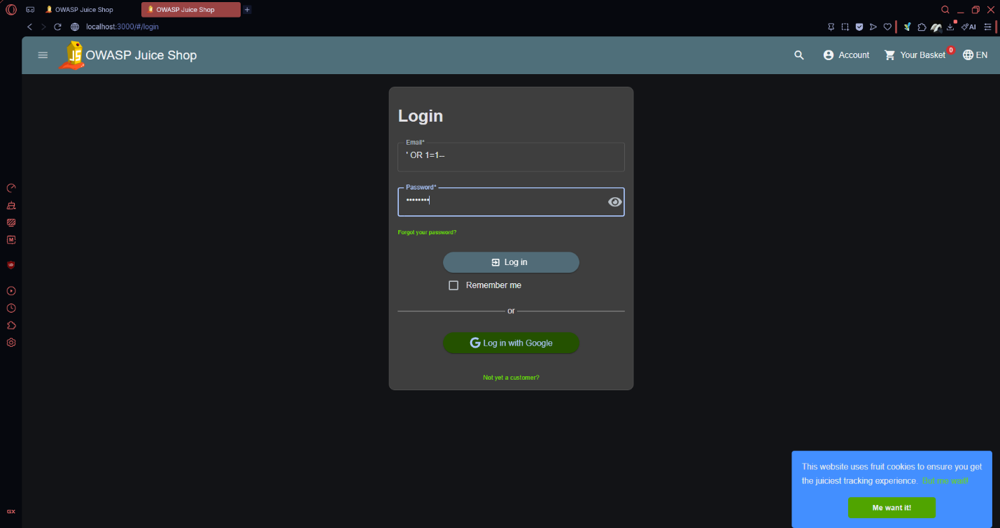 OWASP Juice Shop
OWASP Juice Shop
localhost:3000/#/login
AI
JS
OWASP Juice Shop
Account
Your Basket
0
EN
Login
Email*
' OR 1=1--
Password*
••••••••
Forgot your password?
Log in
Remember me
or
G Log in with Google
Not yet a customer?
M
UD
GX
This website uses fruit cookies to ensure you get
the juiciest tracking experience. But me wait!
Me want it!